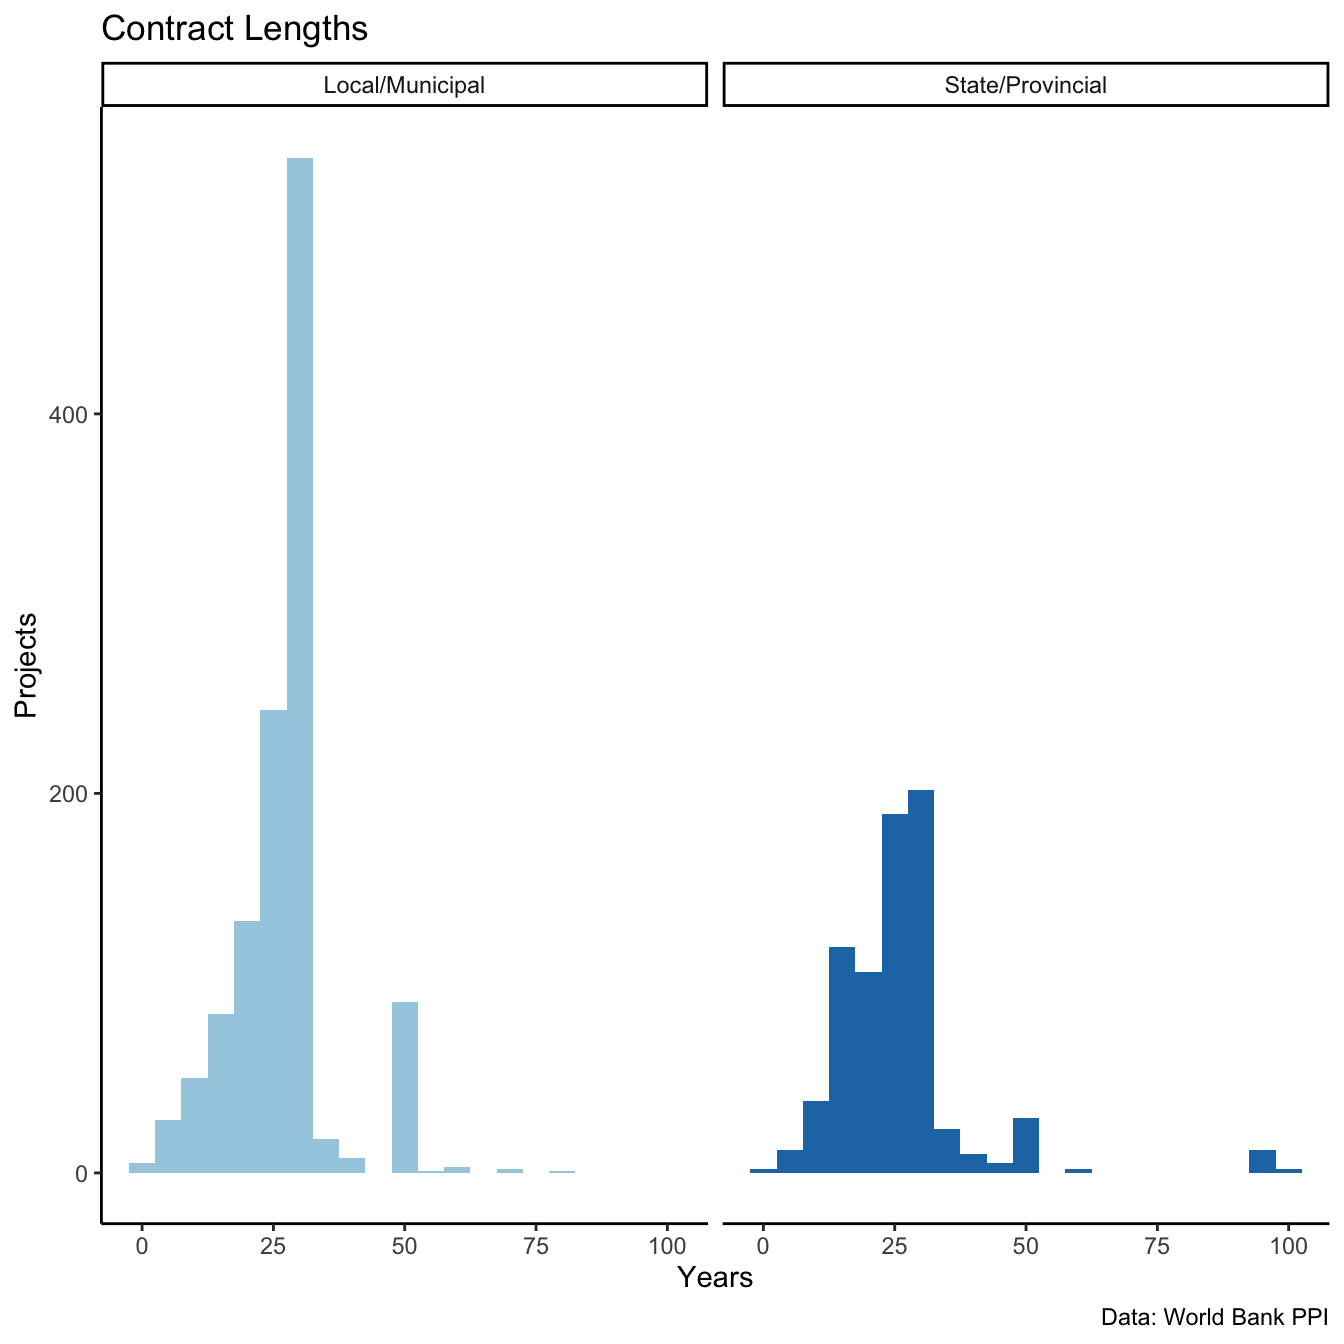 Contract Lengths
Local/Municipal
State/Provincial
400
200
0
Projects
0 25 50 75 100
0 25 50 75 100
Years
Data: World Bank PPI